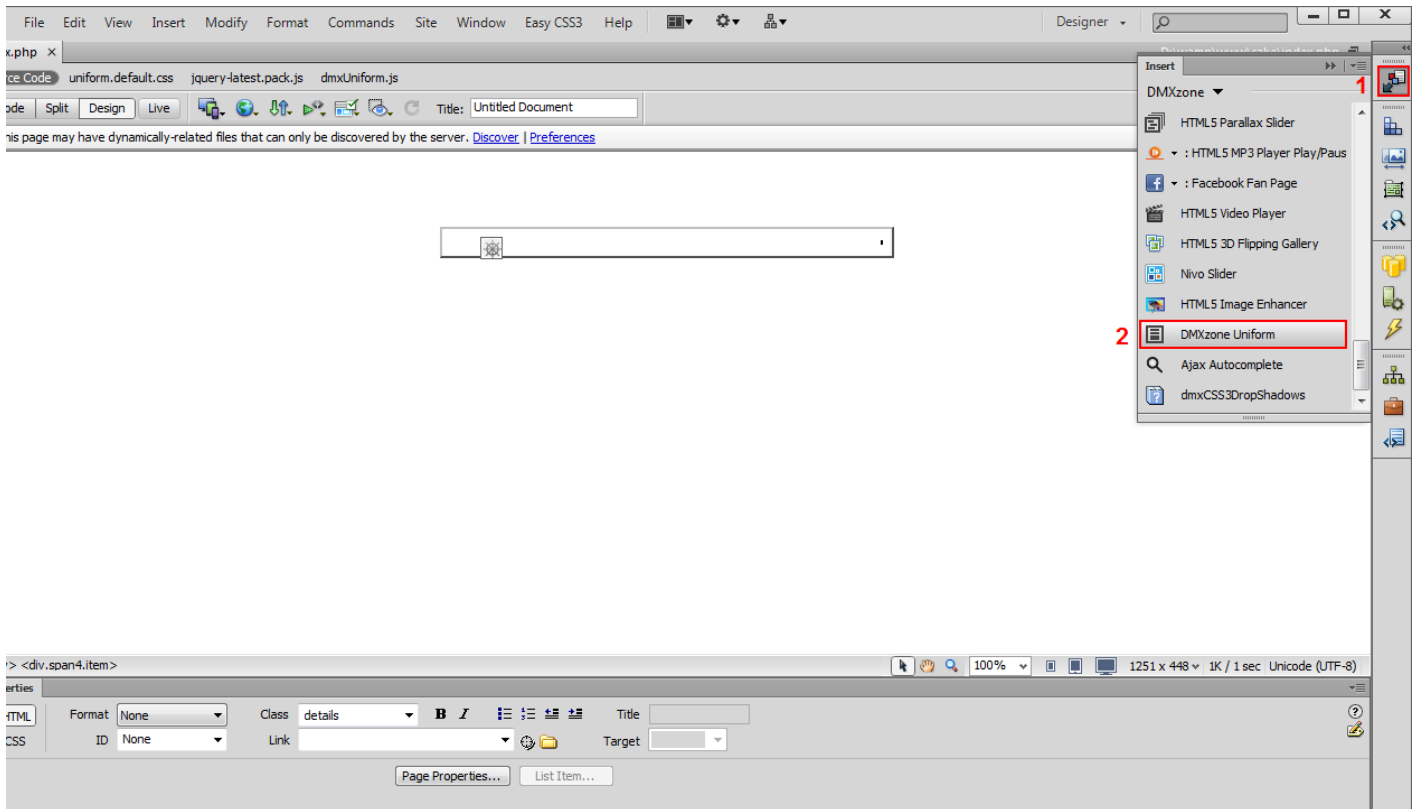 File Edit View Insert Modify Format Commands Site Window Easy CSS3 Help Designer
x.php
Source Code uniform.default.css jquery-latest.pack.js dmxUniform.js
ode Split Design Live Title: Untitled Document
his page may have dynamically-related files that can only be discovered by the server. Discover | Preferences
Insert
1
DMXzone
HTML5 Parallax Slider
: HTML5 MP3 Player Play/Paus
: Facebook Fan Page
HTML5 Video Player
HTML5 3D Flipping Gallery
Nivo Slider
HTML5 Image Enhancer
2 DMXzone Uniform
Ajax Autocomplete
dmxCSS3DropShadows
> <div.span4.item> 100% 1251 x 448 1K / 1 sec Unicode (UTF-8)
erties
HTML Format None Class details B I Title
CSS ID None Link Target
Page Properties... List Item...